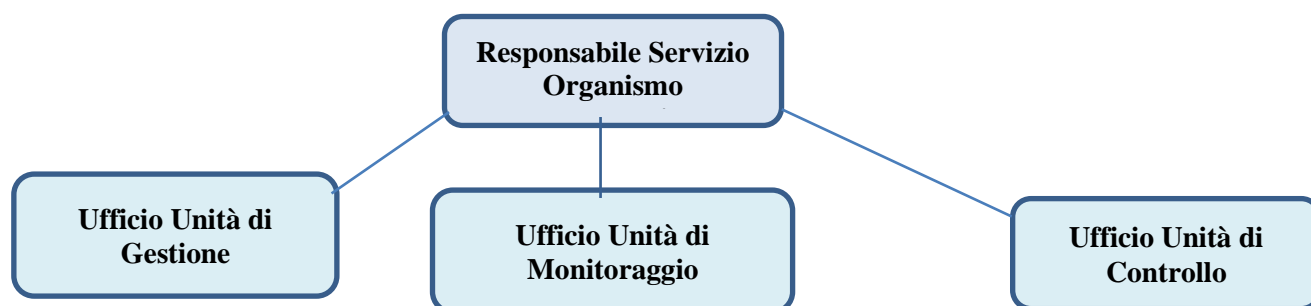 Responsabile Servizio
Organismo
Ufficio Unità di
Gestione
Ufficio Unità di
Monitoraggio
Ufficio Unità di
Controllo